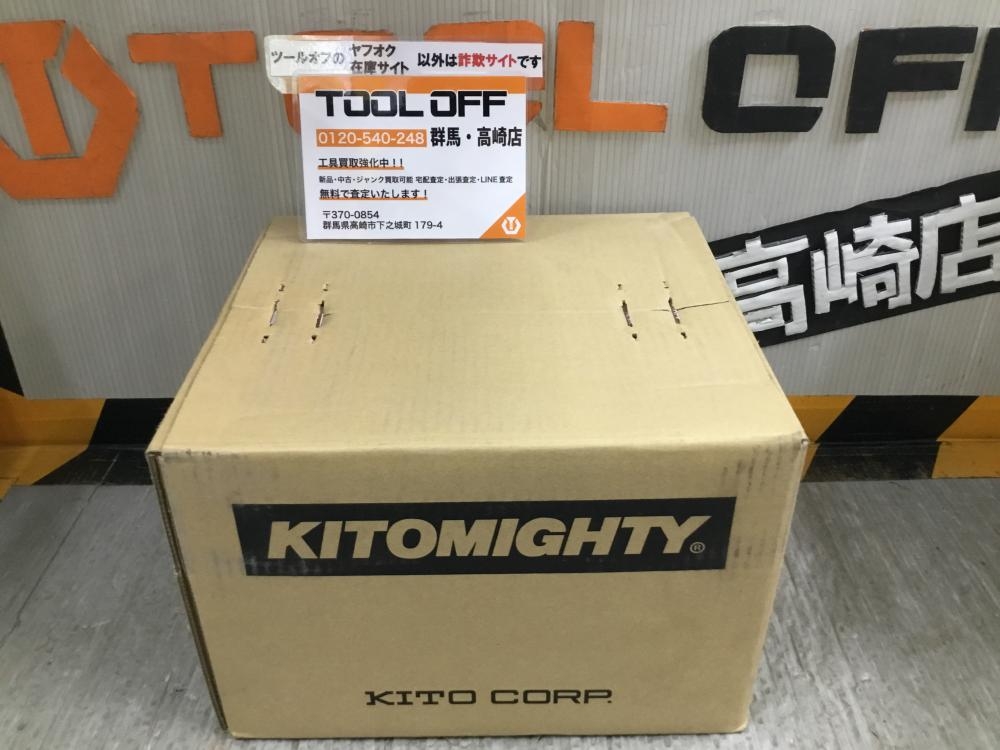 TOOL OFF
ツールオフの ヤフオク 在庫サイト 以外は詐欺サイトです
TOOL OFF
0120-540-248 群馬・高崎店
工具買取強化中！！
新品・中古・ジャンク買取可能 宅配査定・出張査定・LINE査定
無料で査定いたします！
〒370-0854
群馬県高崎市下之城町 179-4
高崎店
KITOMIGHTY®
KITO CORP.